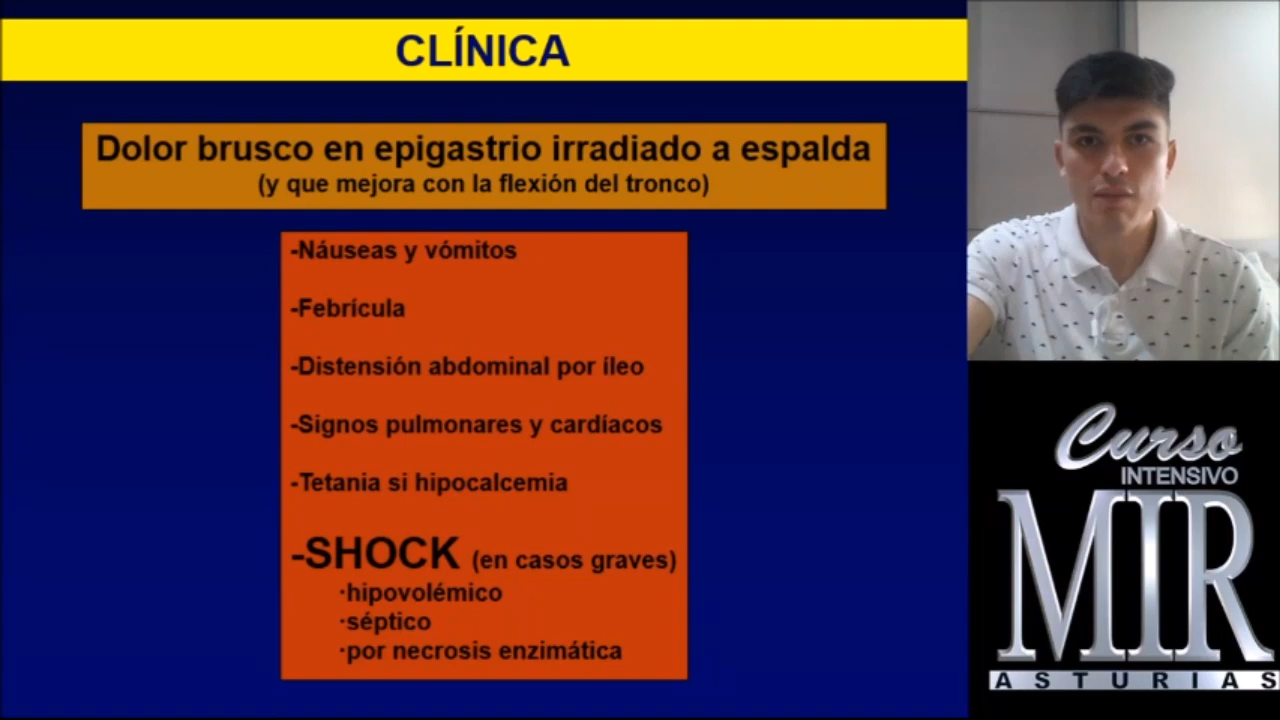 CLÍNICA
Dolor brusco en epigastrio irradiado a espalda
(y que mejora con la flexión del tronco)
-Náuseas y vómitos
-Febrícula
-Distensión abdominal por íleo
-Signos pulmonares y cardíacos
-Tetania si hipocalcemia
-SHOCK (en casos graves)
·hipovolémico
·séptico
·por necrosis enzimática
Curso
INTENSIVO
MIR
ASTURIAS